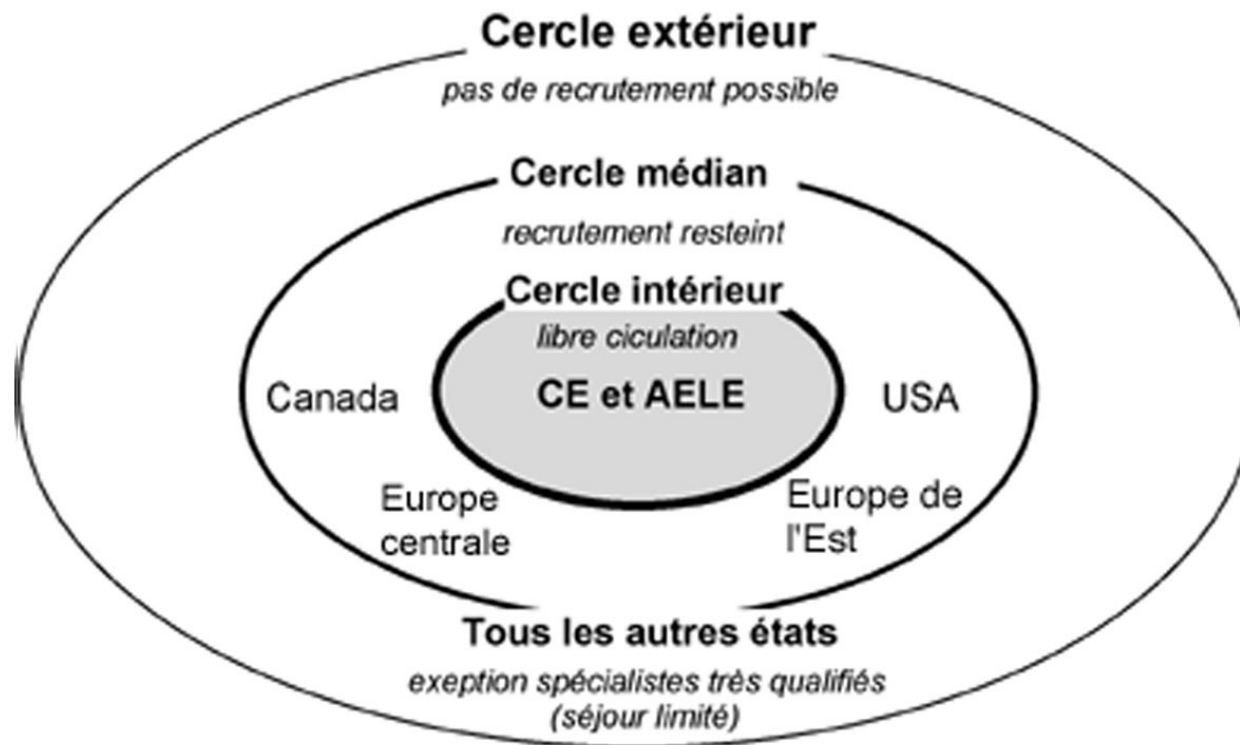 Cercle extérieur
pas de recrutement possible
Cercle médian
recrutement resteint
Cercle intérieur
libre ciculation
Canada
CE et AELE
USA
Europe
centrale
Europe de
l'Est
Tous les autres états
exeption spécialistes très qualifiés
(séjour limité)